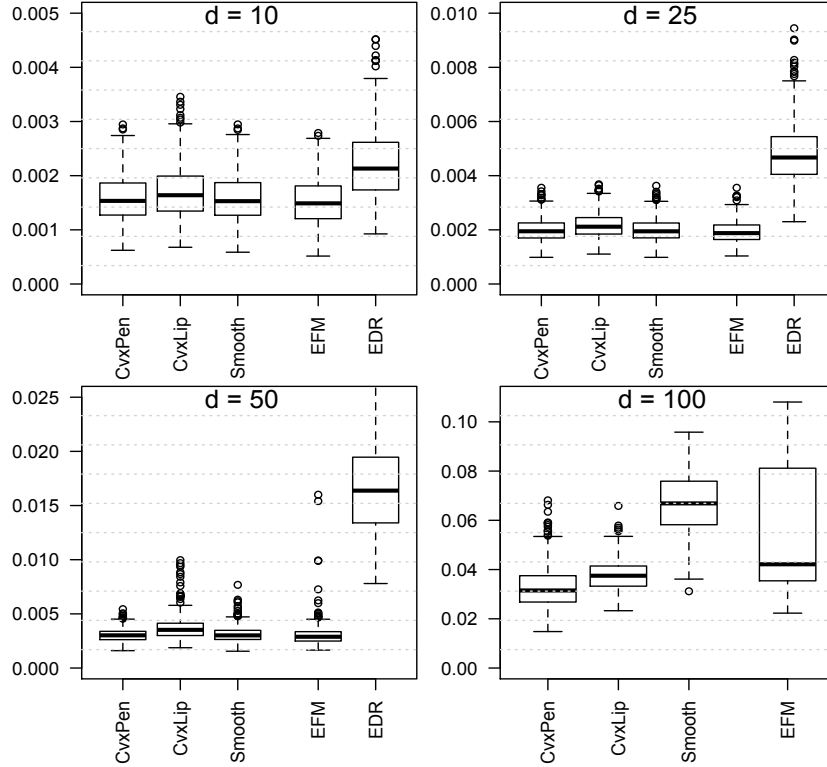 d = 10
0.005
0.004
0.003
0.002
0.001
0.000
CvxPen
CvxLip
Smooth
EFM
EDR
d = 25
0.010
0.008
0.006
0.004
0.002
0.000
CvxPen
CvxLip
Smooth
EFM
EDR
d = 50
0.025
0.020
0.015
0.010
0.005
0.000
CvxPen
CvxLip
Smooth
EFM
EDR
d = 100
0.10
0.08
0.06
0.04
0.02
0.00
CvxPen
CvxLip
Smooth
EFM